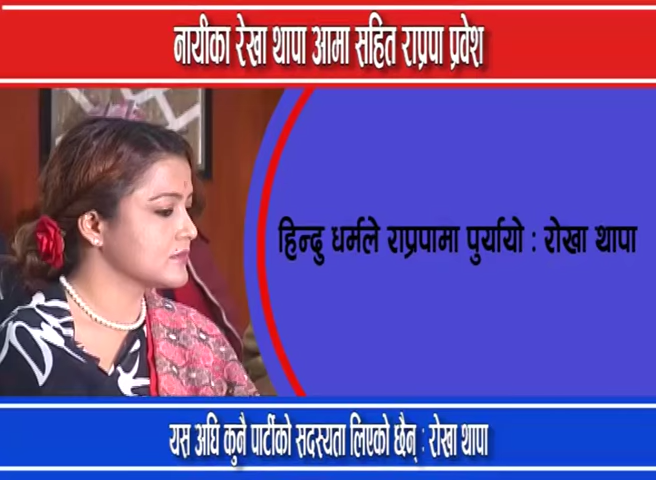 नायीका रेखा थापा आमा सहित राप्रपा प्रवेश
हिन्दु धर्मले राप्रपामा पुर्यायो : रोखा थापा
यस अघि कुनै पार्टीको सदस्यता लिएको छैन् : रोखा थापा